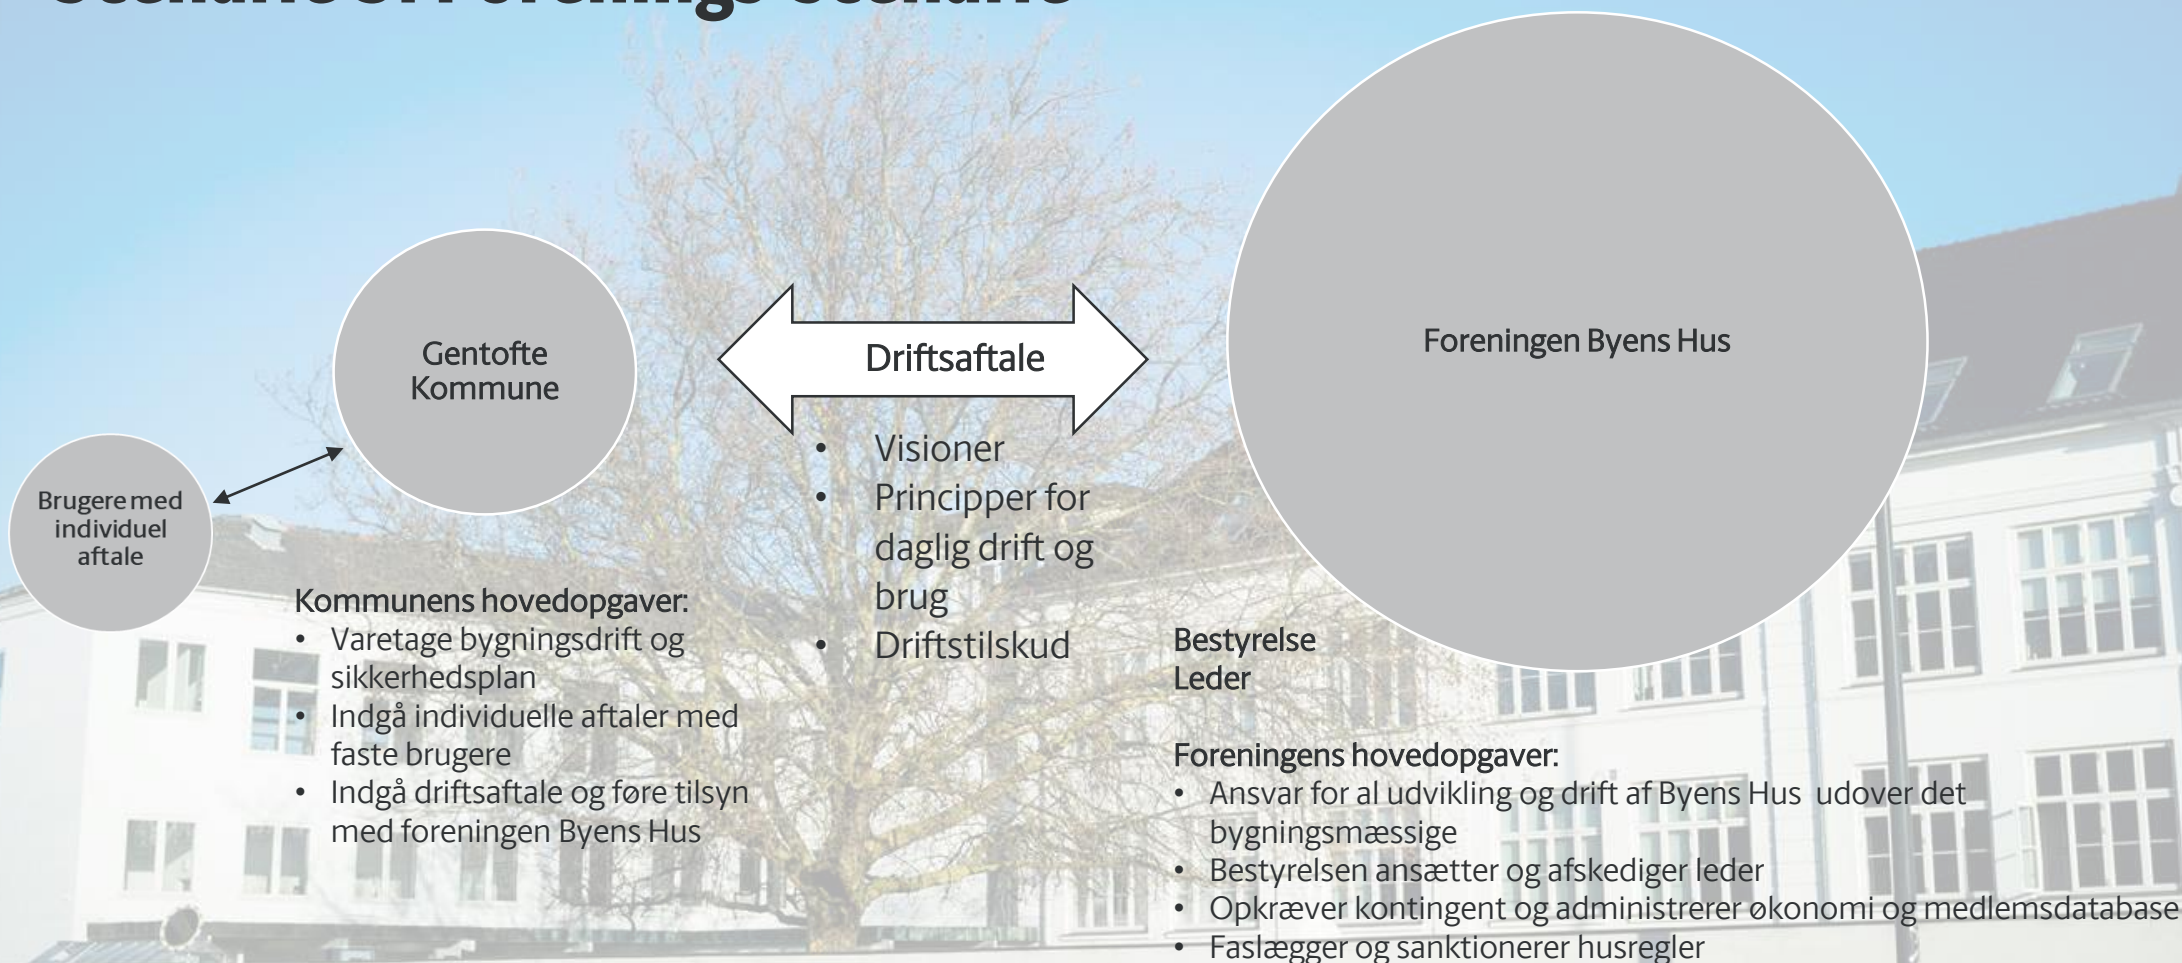 Gentofte
Kommune
Driftsaftale
Foreningen Byens Hus
Brugere med
individuel
aftale
• Visioner
• Principper for
daglig drift og
brug
• Driftstilskud
Kommunens hovedopgaver:
• Varetage bygningsdrift og
sikkerhedsplan
• Indgå individuelle aftaler med
faste brugere
• Indgå driftsaftale og føre tilsyn
med foreningen Byens Hus
Bestyrelse
Leder
Foreningens hovedopgaver:
• Ansvar for al udvikling og drift af Byens Hus udover det
bygningsmæssige
• Bestyrelsen ansætter og afskediger leder
• Opkræver kontingent og administrerer økonomi og medlemsdatabase
• Faslægger og sanktionerer husregler